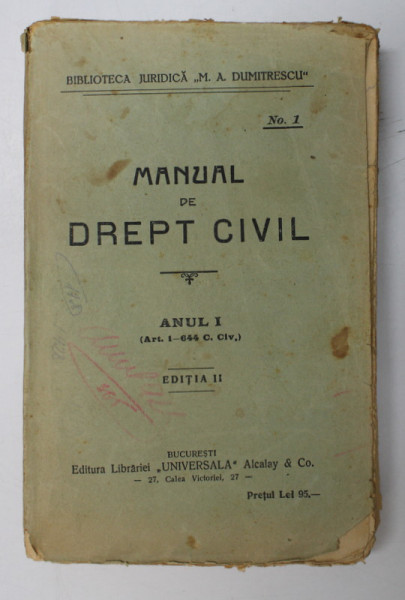 BIBLIOTECA JURIDICĂ „M. A. DUMITRESCU“
No. 1
MANUAL
DE
DREPT CIVIL
ANUL I
(Art. 1—644 C. Civ.)
EDIȚIA II
BUCUREȘTI
Editura Librăriei „UNIVERSALA“ Alcalay & Co.
— 27, Calea Victoriei, 27 —
Prețul Lei 95.—